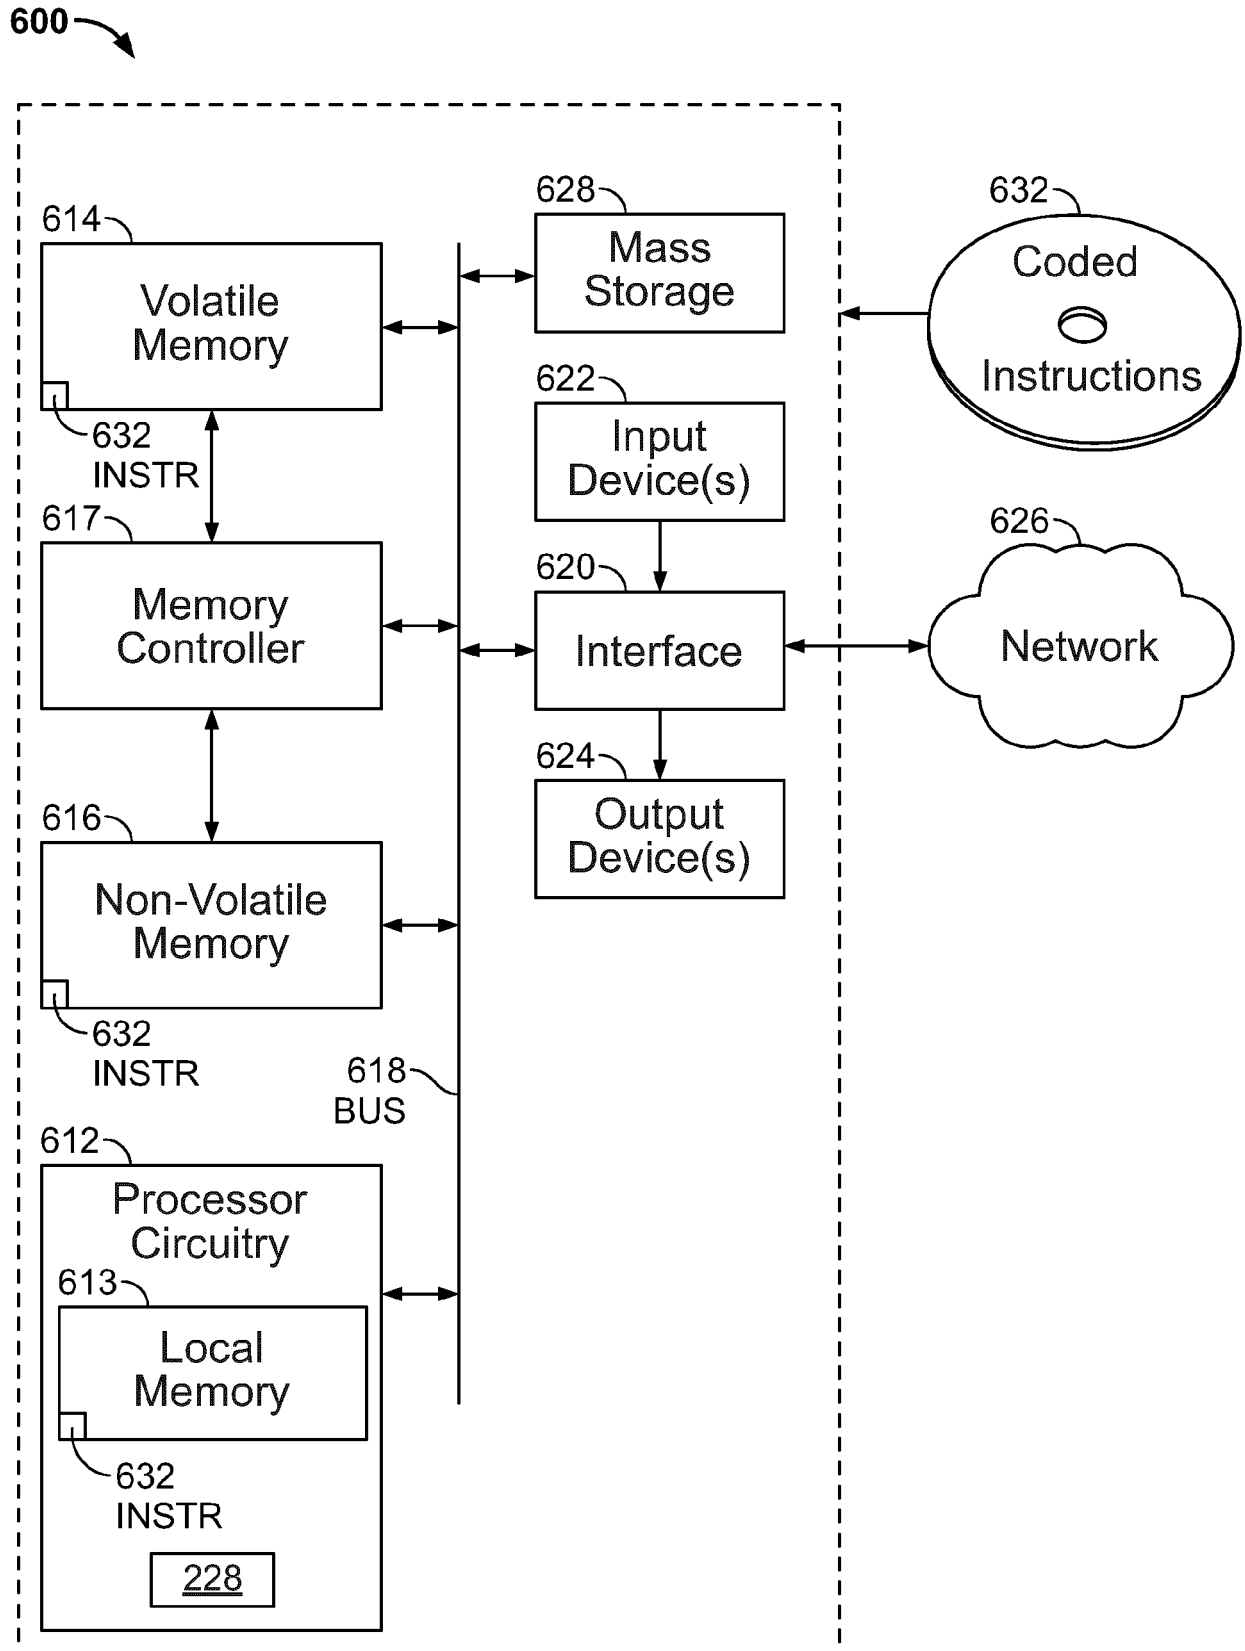 600
614
Volatile
Memory
632
INSTR
617
Memory
Controller
616
Non-Volatile
Memory
632
INSTR
618
BUS
612
Processor
Circuitry
613
Local
Memory
632
INSTR
228
628
Mass
Storage
622
Input
Device(s)
620
Interface
624
Output
Device(s)
632
Coded
Instructions
626
Network